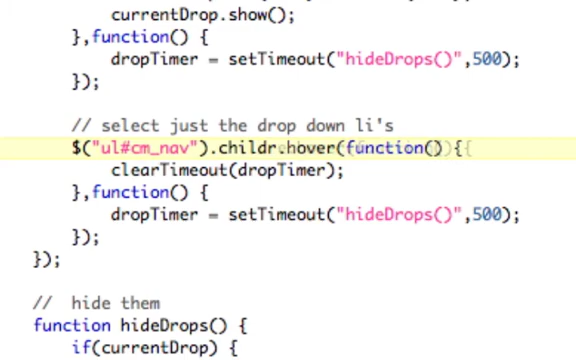 currentDrop.show();
},function() {
dropTimer = setTimeout("hideDrops()",500);
});
// select just the drop down li's
$("ul#cm_nav").childr.hover(function() {
clearTimeout(dropTimer);
},function() {
dropTimer = setTimeout("hideDrops()",500);
});
});
// hide them
function hideDrops() {
if(currentDrop) {